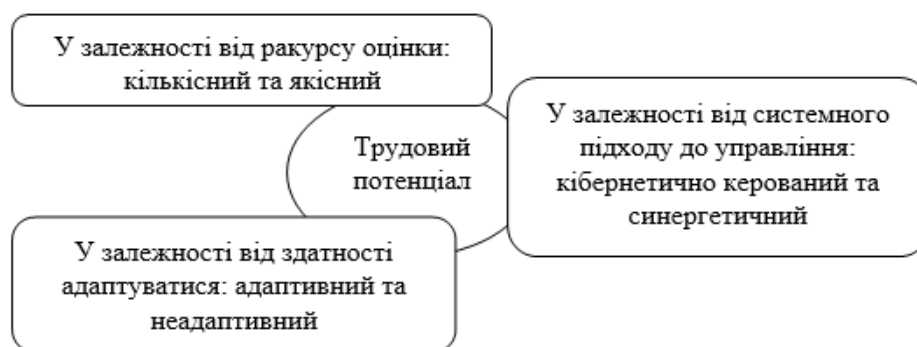 У залежності від ракурсу оцінки:
кількісний та якісний
У залежності від системного
підходу до управління:
кібернетично керований та
синергетичний
Трудовий
потенціал
У залежності від здатності
адаптуватися: адаптивний та
неадаптивний